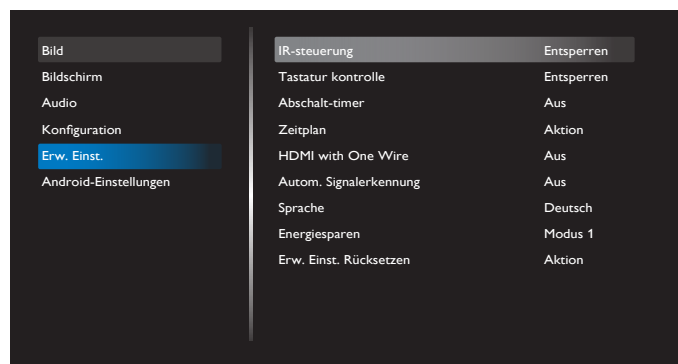 Bild
Bildschirm
Audio
Konfiguration
Erw. Einst.
Android-Einstellungen
IR-steuerung Entsperren
Tastatur kontrolle Entsperren
Abschalt-timer Aus
Zeitplan Aktion
HDMI with One Wire Aus
Autom. Signalerkennung Aus
Sprache Deutsch
Energiesparen Modus 1
Erw. Einst. Rücksetzen Aktion